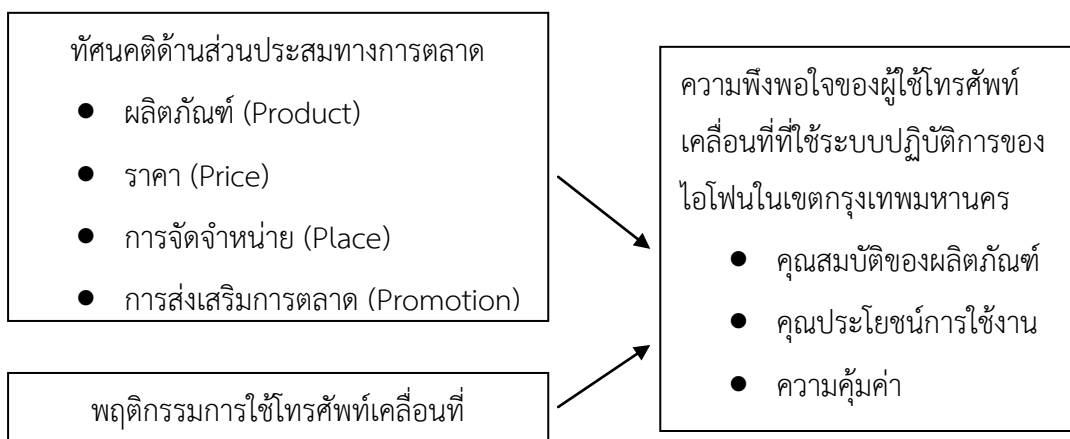 ทัศนคติด้านส่วนประสมทางการตลาด
● ผลิตภัณฑ์ (Product)
● ราคา (Price)
● การจัดจำหน่าย (Place)
● การส่งเสริมการตลาด (Promotion)
พฤติกรรมการใช้โทรศัพท์เคลื่อนที่
ความพึงพอใจของผู้ใช้โทรศัพท์
เคลื่อนที่ที่ใช้ระบบปฏิบัติการของ
ไอโฟนในเขตกรุงเทพมหานคร
● คุณสมบัติของผลิตภัณฑ์
● คุณประโยชน์การใช้งาน
● ความคุ้มค่า